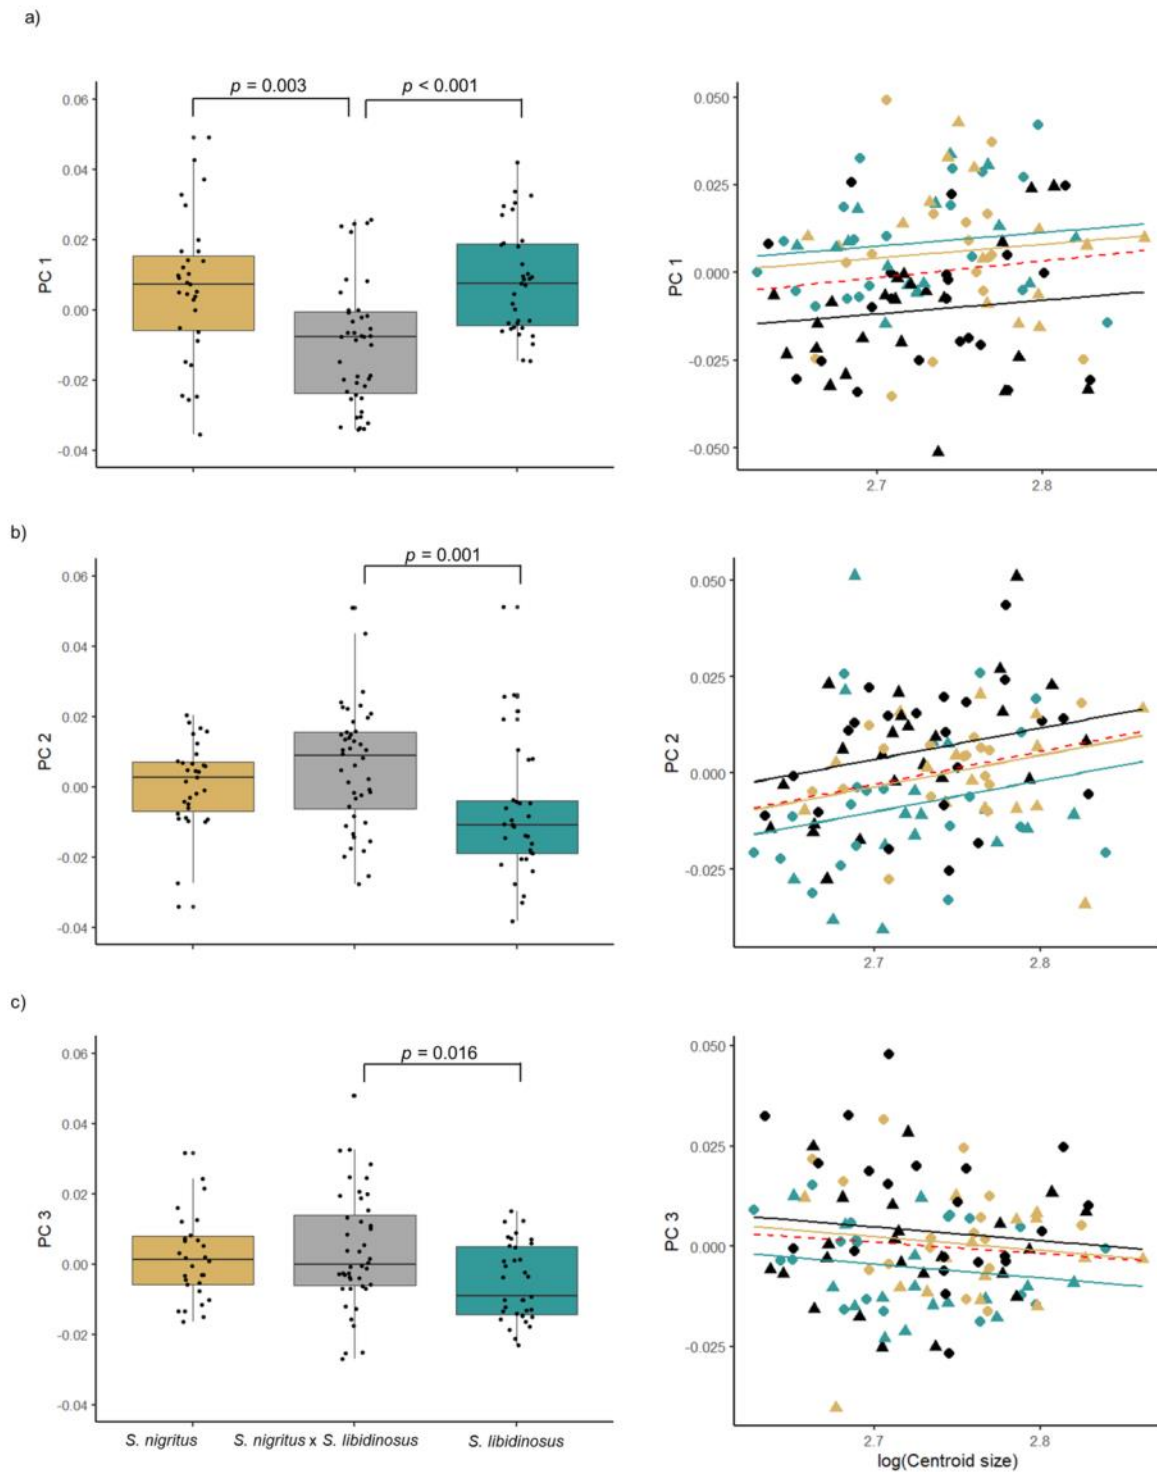 a)
p = 0.003
p < 0.001
0.06
0.04
0.02
0.00
-0.02
-0.04
PC 1
0.050
0.025
0.000
-0.025
-0.050
PC 1
2.7
2.8
b)
p = 0.001
0.06
0.04
0.02
0.00
-0.02
-0.04
PC 2
0.050
0.025
0.000
-0.025
PC 2
2.7
2.8
c)
p = 0.016
0.06
0.04
0.02
0.00
-0.02
-0.04
PC 3
S. nigritus
S. nigritus x S. libidinosus
S. libidinosus
0.050
0.025
0.000
-0.025
PC 3
2.7
2.8
log(Centroid size)